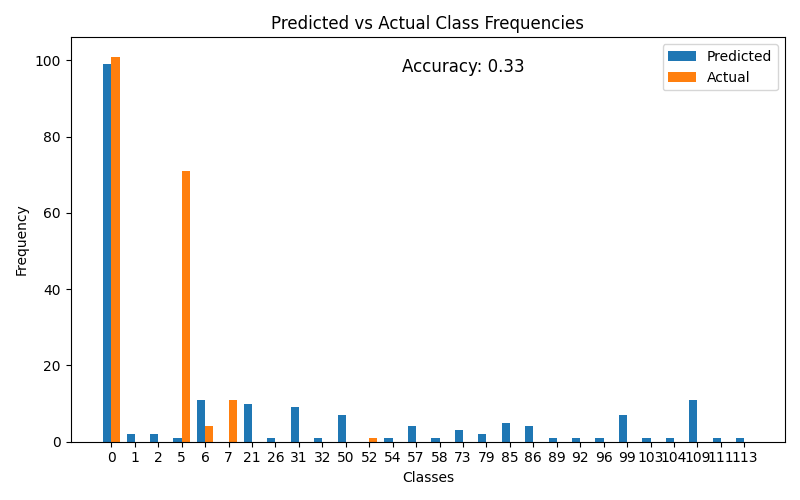 Predicted vs Actual Class Frequencies
Accuracy: 0.33
Predicted
Actual
Frequency
100
80
60
40
20
0
0 1 2 5 6 7 21 26 31 32 50 52 54 57 58 73 79 85 86 89 92 96 99 103 104 109 111 113
Classes